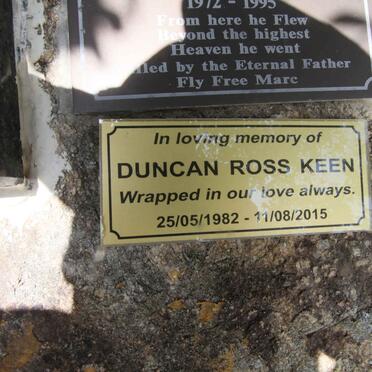 1972 - 1995
From here he Flew
Beyond the highest
Heaven he went
by the Eternal Father
Fly Free Marc
In loving memory of
DUNCAN ROSS KEEN
Wrapped in our love always.
25/05/1982 - 11/08/2015